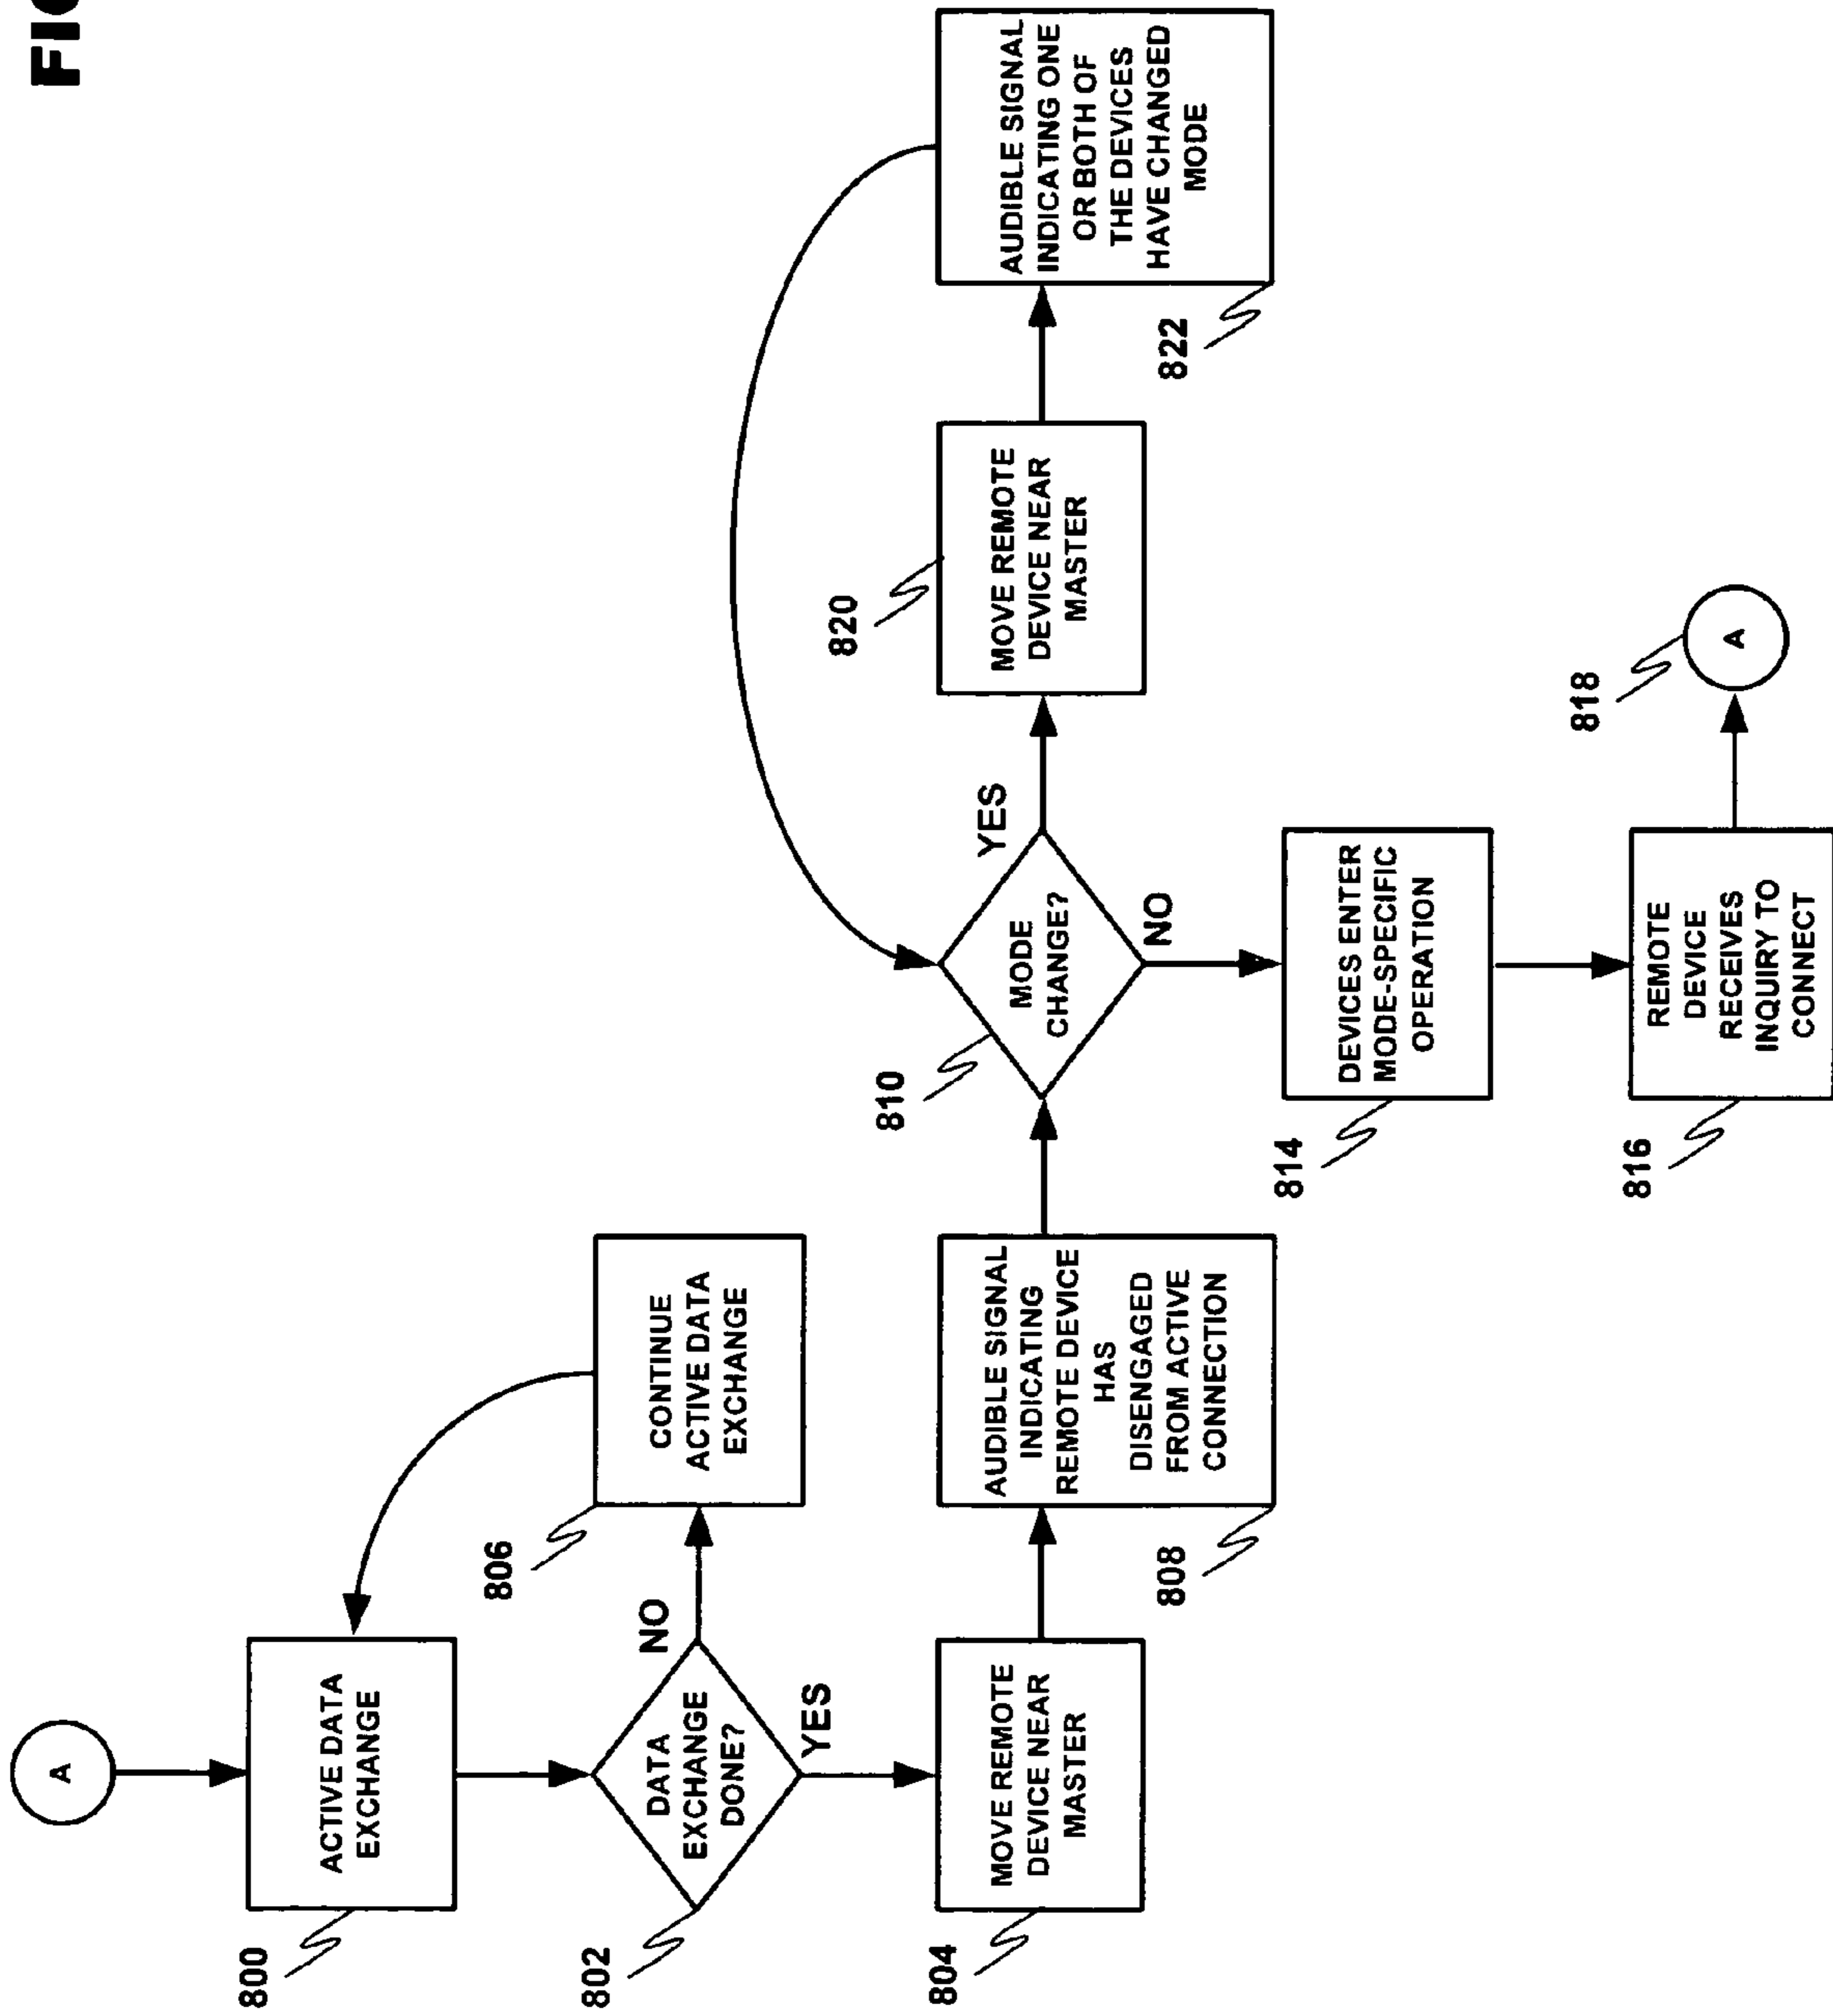 FIG
A
800
ACTIVE DATA
EXCHANGE
802
DATA
EXCHANGE
DONE?
NO
YES
806
CONTINUE
ACTIVE DATA
EXCHANGE
804
MOVE REMOTE
DEVICE NEAR
MASTER
808
AUDIBLE SIGNAL
INDICATING
REMOTE DEVICE
HAS
DISENGAGED
FROM ACTIVE
CONNECTION
810
MODE
CHANGE?
YES
NO
820
MOVE REMOTE
DEVICE NEAR
MASTER
822
AUDIBLE SIGNAL
INDICATING ONE
OR BOTH OF
THE DEVICES
HAVE CHANGED
MODE
814
DEVICES ENTER
MODE-SPECIFIC
OPERATION
816
REMOTE
DEVICE
RECEIVES
INQUIRY TO
CONNECT
818
A